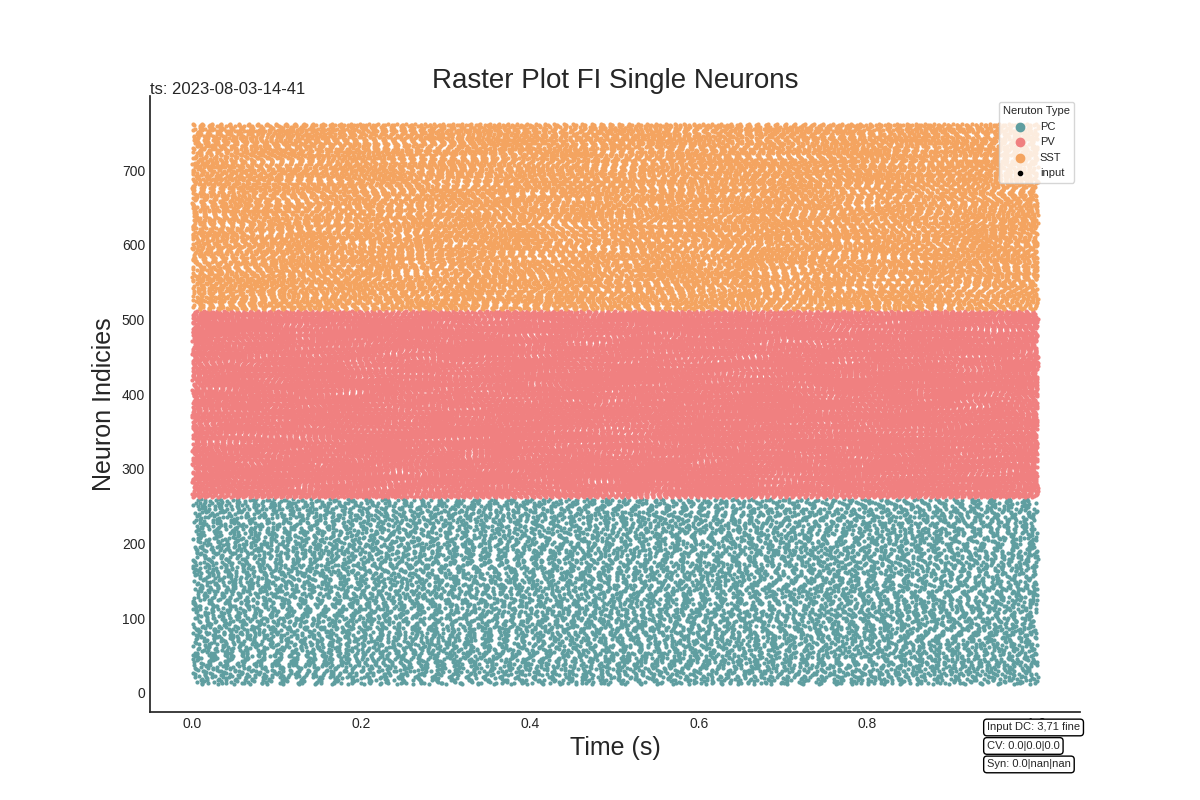 Raster Plot FI Single Neurons
ts: 2023-08-03-14-41
Neruton Type
PC
PV
SST
input
Neuron Indicies
700
600
500
400
300
200
100
0
0.0
0.2
0.4
0.6
0.8
Time (s)
Input DC: 3,71 fine
CV: 0.0|0.0|0.0
Syn: 0.0|nan|nan